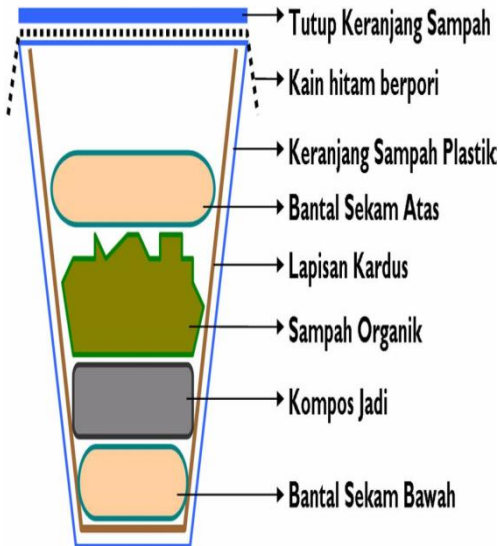 Tutup Keranjang Sampah
Kain hitam berpori
Keranjang Sampah Plastik
Bantal Sekam Atas
Lapisan Kardus
Sampah Organik
Kompos Jadi
Bantal Sekam Bawah